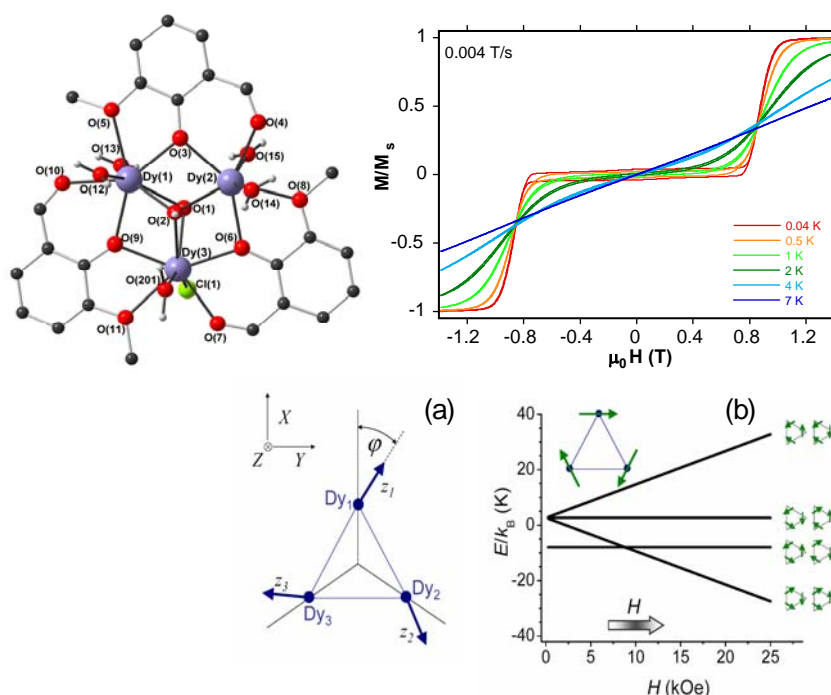 O(5)
O(4)
O(13)
O(3)
O(15)
O(10)
Dy(1)
Dy(2)
O(8)
O(12)
O(14)
O(2)
O(1)
O(9)
O(6)
Dy(3)
Cl(1)
O(201)
O(11)
O(7)
0.004 T/s
M/Ms
1
0.5
0
-0.5
-1
-1.2
-0.8
-0.4
0
0.4
0.8
1.2
μ0 H (T)
0.04 K
0.5 K
1 K
2 K
4 K
7 K
(a)
X
Z
Y
φ
z1
Dy1
z3
Dy3
Dy2
z2
(b)
E/kB (K)
40
20
0
-20
-40
H
0
5
10
15
20
25
H (kOe)